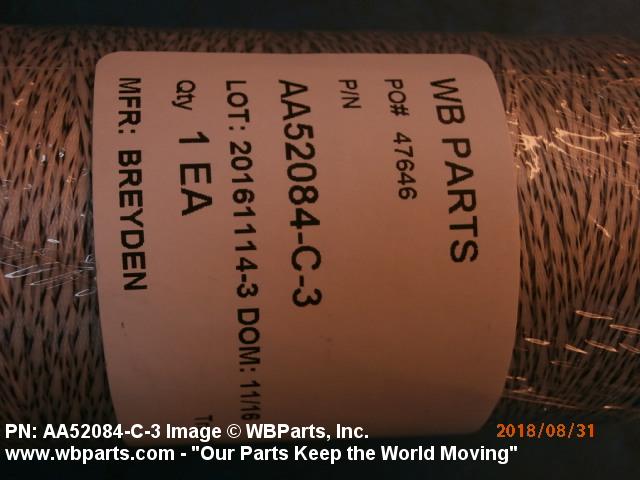 WB PARTS
PO# 47646
P/N
AA52084-C-3
LOT: 20161114-3 DOM: 11/16
Qty 1 EA
MFR: BREYDEN
PN: AA52084-C-3 Image © WBParts, Inc.
2018/08/31
www.wbparts.com - "Our Parts Keep the World Moving"